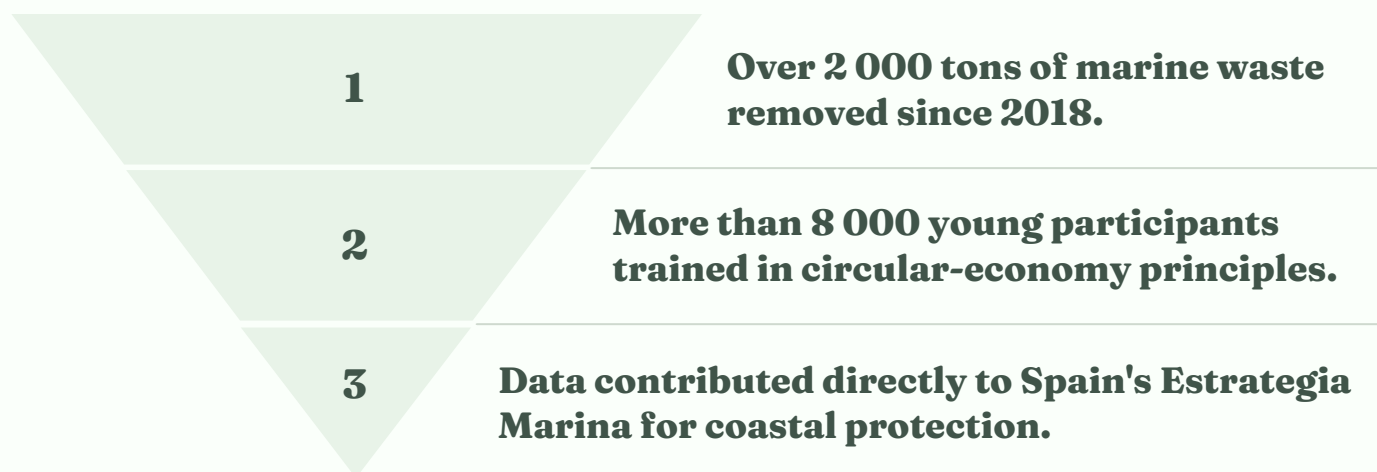 1
Over 2 000 tons of marine waste
removed since 2018.
2
More than 8 000 young participants
trained in circular-economy principles.
3
Data contributed directly to Spain's Estrategia
Marina for coastal protection.